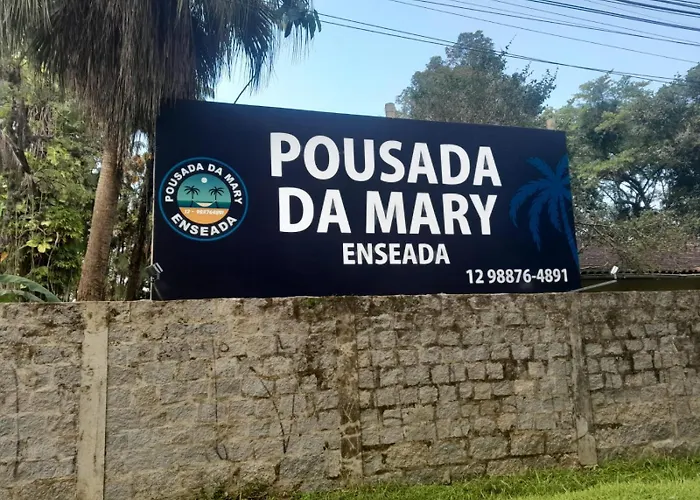 POUSADA DA MARY
ENSEADA
POUSADA
DA MARY
ENSEADA
12 98876-4891